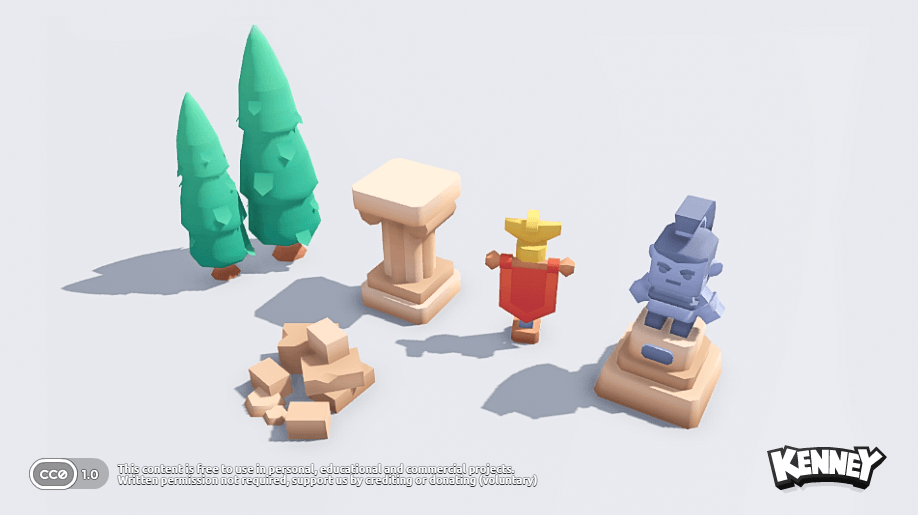 CC0 1.0
This content is free to use in personal, educational and commercial projects.
Written permission not required, support us by crediting or donating (voluntary)
KENNEY